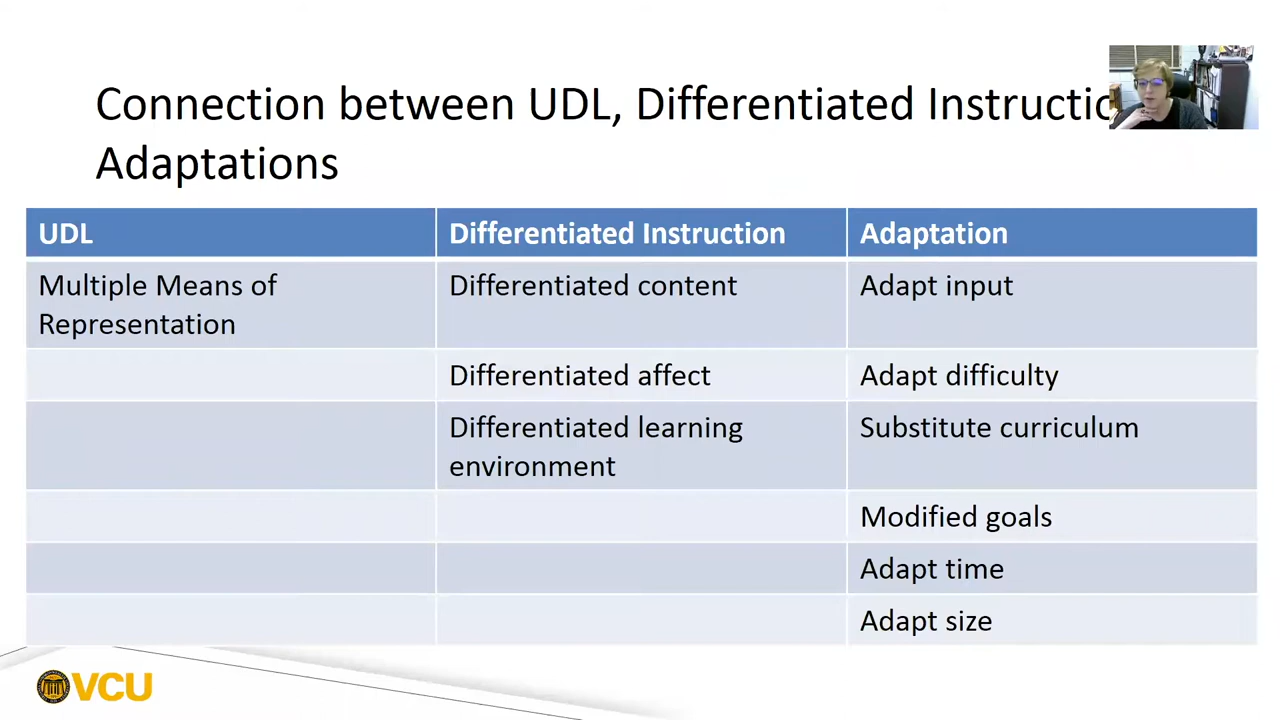 Connection between UDL, Differentiated
Adaptations
UDL Differentiated Instruction Adaptation
Multiple Means of Representation Differentiated content Adapt input
Differentiated affect Adapt difficulty
Differentiated learning environment Substitute curriculum
Modified goals
Adapt time
Adapt size
VCU